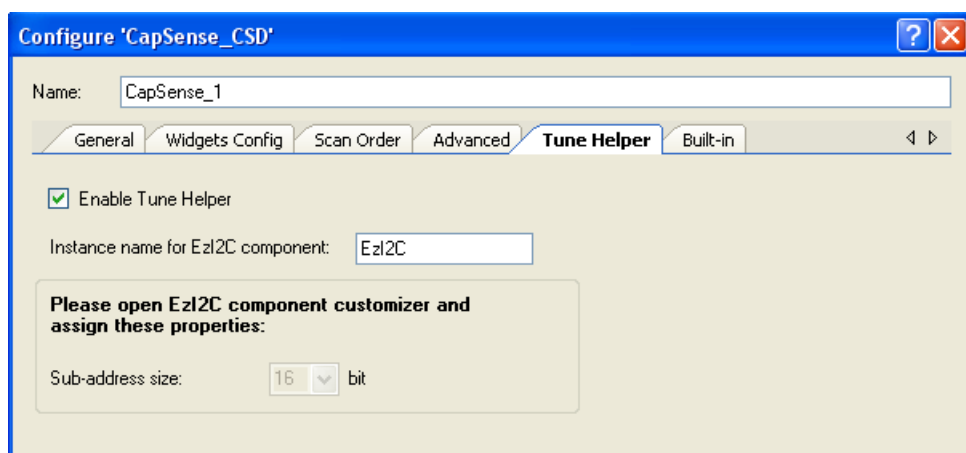 Configure 'CapSense_CSD'
Name: CapSense_1
General Widgets Config Scan Order Advanced Tune Helper Built-in
Enable Tune Helper
Instance name for EzI2C component: EzI2C
Please open EzI2C component customizer and
assign these properties:
Sub-address size: 16 bit